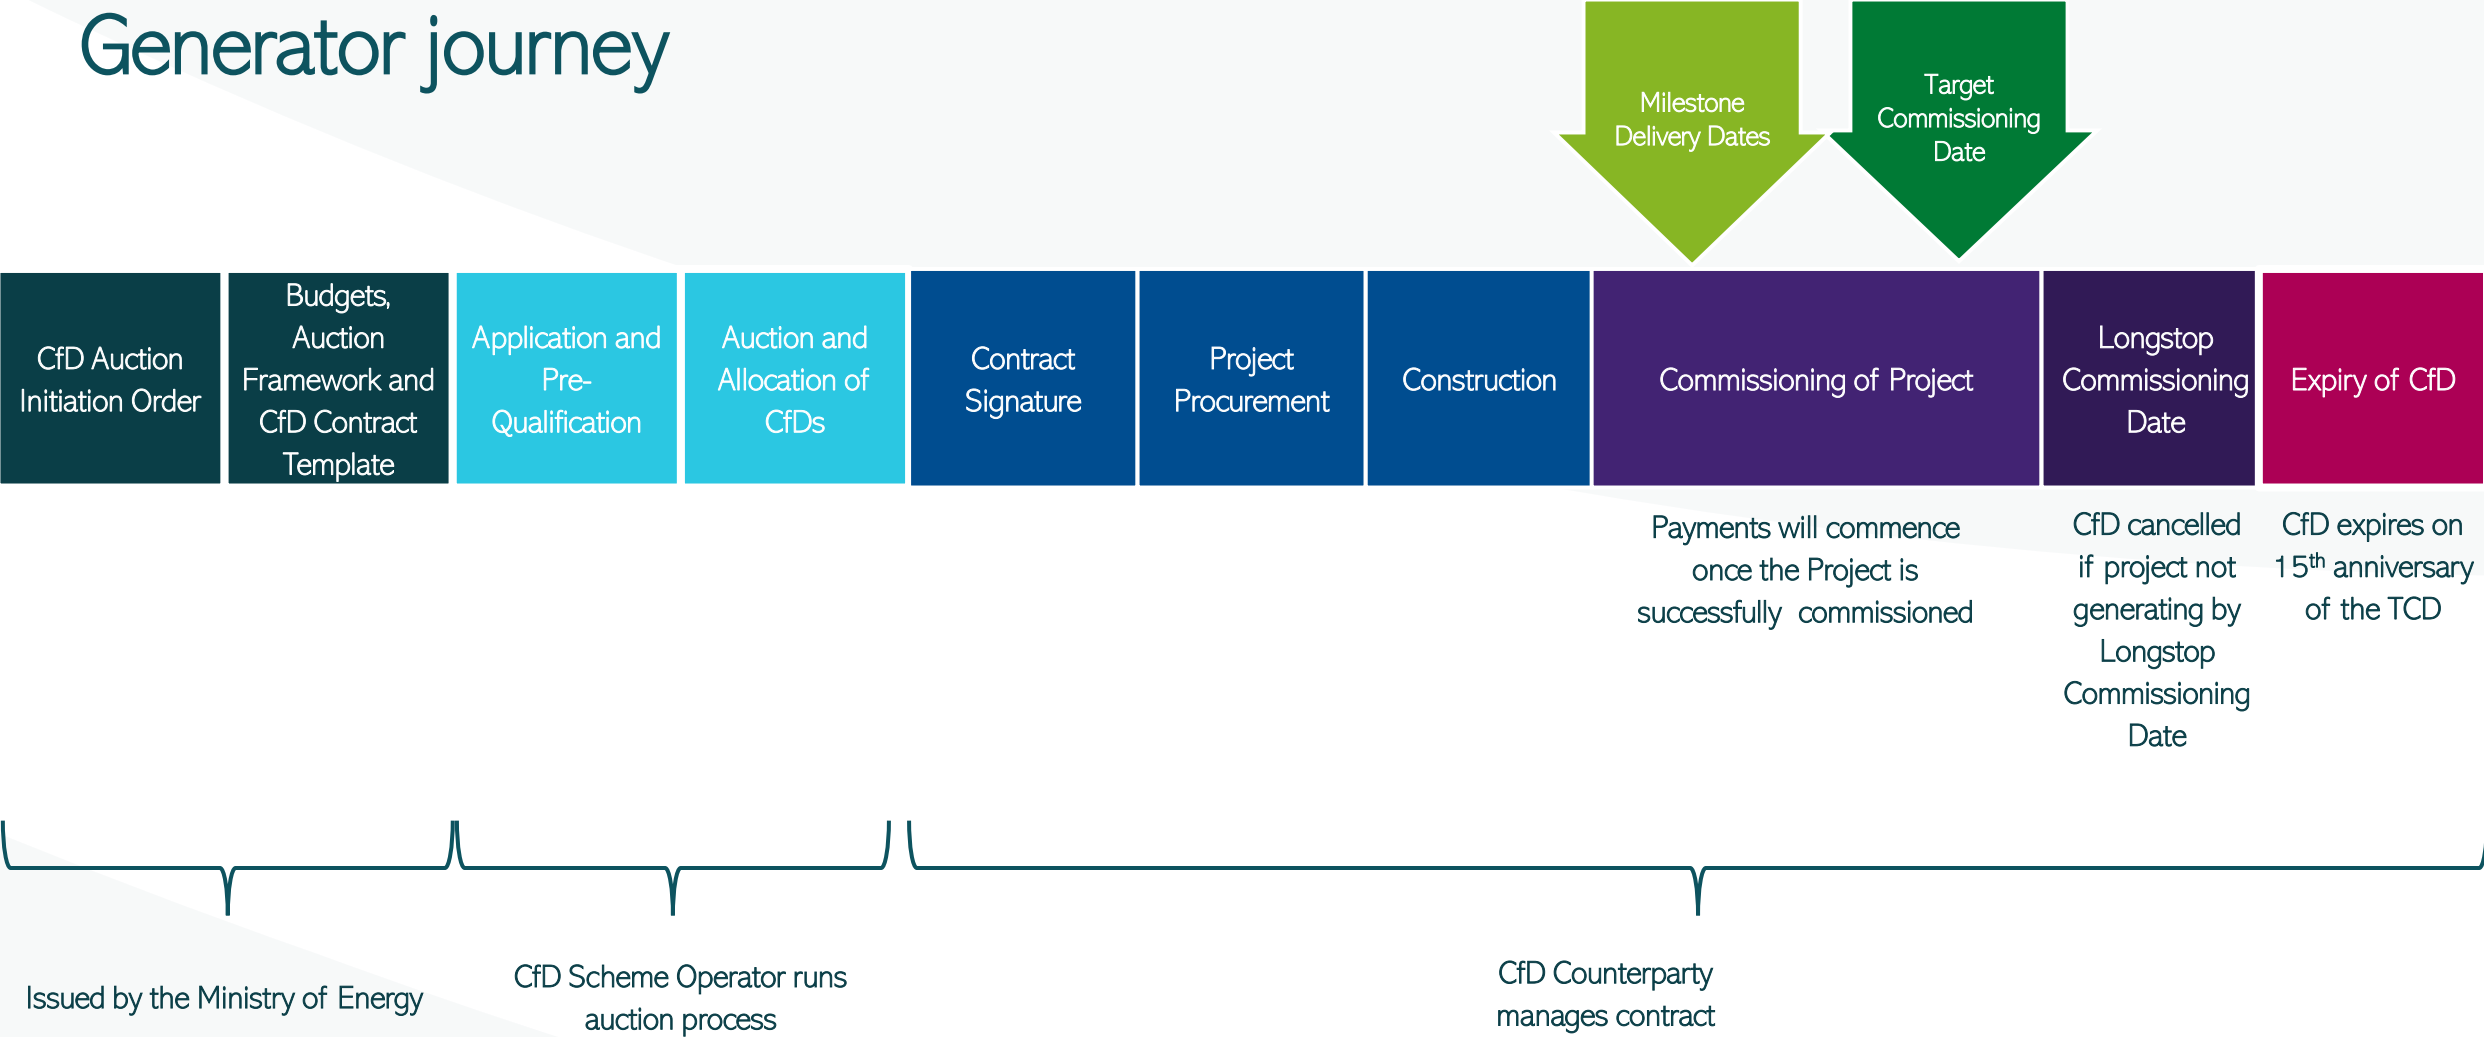 Generator journey
Milestone
Delivery Dates
Target
Commissioning
Date
CfD Auction
Initiation Order
Budgets,
Auction
Framework and
CfD Contract
Template
Application and
Pre-
Qualification
Auction and
Allocation of
CfDs
Contract
Signature
Project
Procurement
Construction
Commissioning of Project
Longstop
Commissioning
Date
Expiry of CfD
Payments will commence
once the Project is
successfully commissioned
CfD cancelled
if project not
generating by
Longstop
Commissioning
Date
CfD expires on
15th anniversary
of the TCD
Issued by the Ministry of Energy
CfD Scheme Operator runs
auction process
CfD Counterparty
manages contract